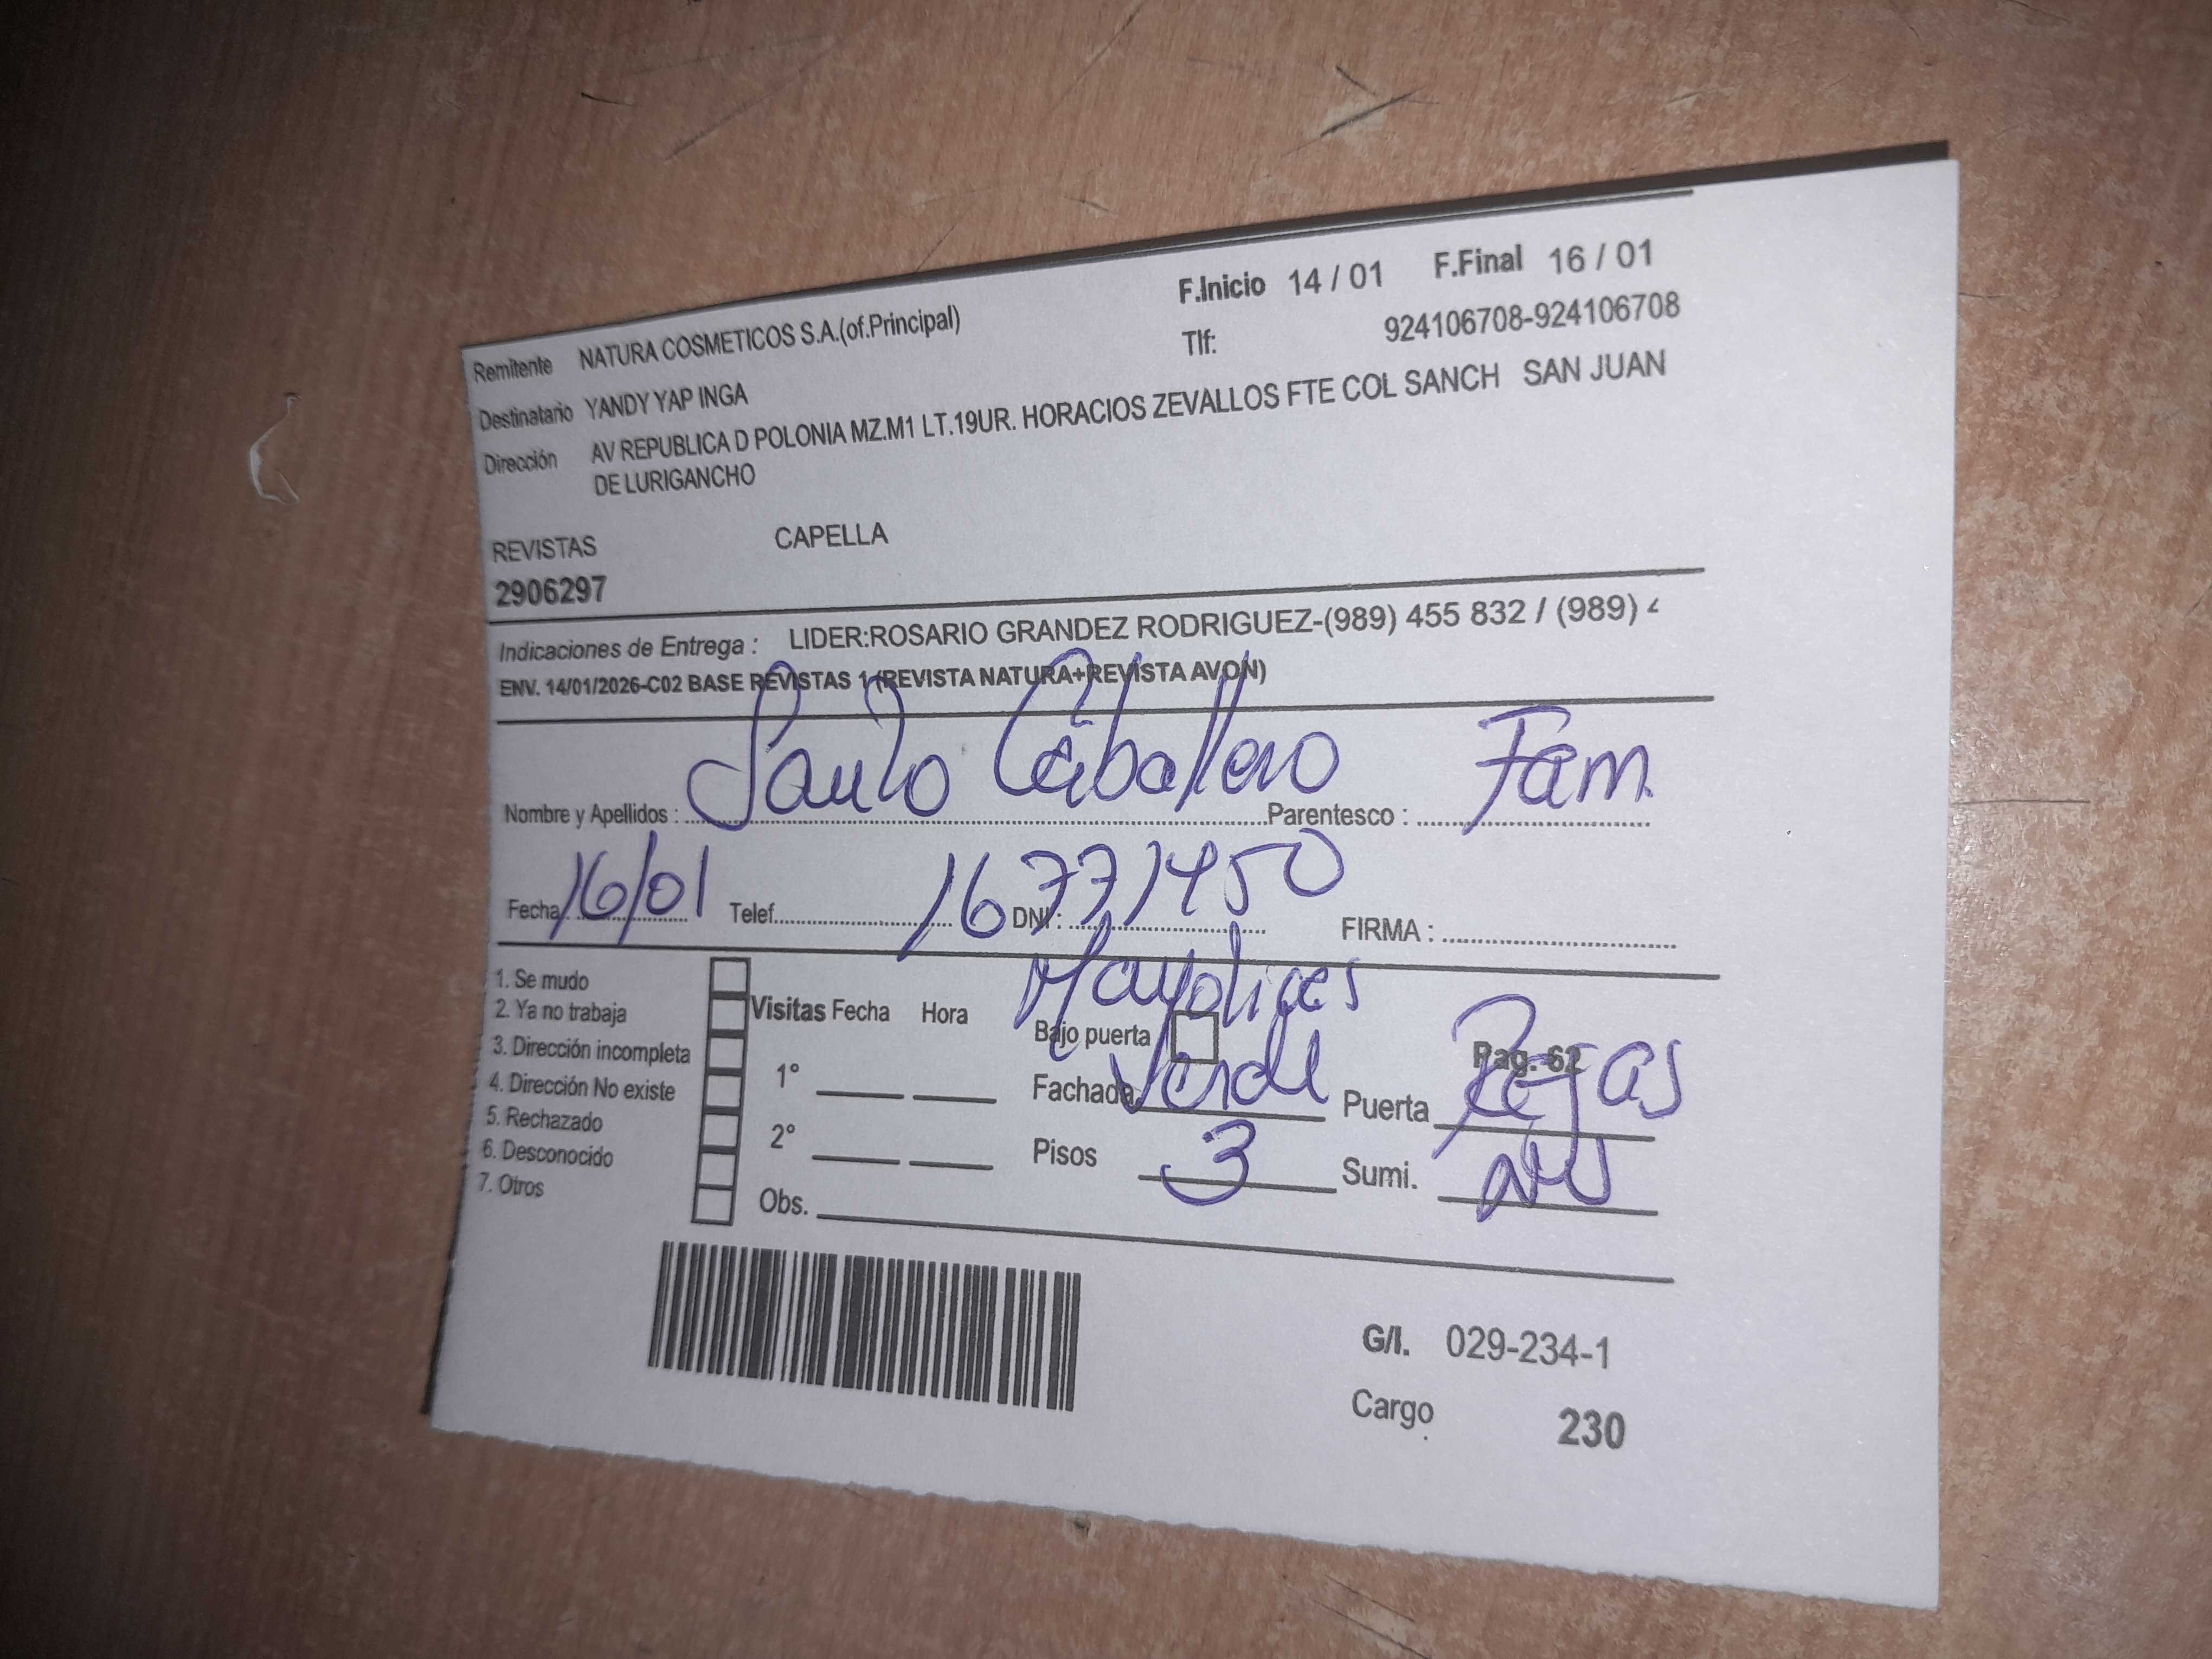 F.Inicio 14 / 01 F.Final 16 / 01
Remitente NATURA COSMETICOS S.A.(of.Principal)
Tlf: 924106708-924106708
Destinatario YANDY YAP INGA
Dirección AV REPUBLICA D POLONIA MZ.M1 LT.19UR. HORACIOS ZEVALLOS FTE COL SANCH SAN JUAN
DE LURIGANCHO
REVISTAS CAPELLA
2906297
Indicaciones de Entrega : LIDER:ROSARIO GRANDEZ RODRIGUEZ-(989) 455 832 / (989)
ENV. 14/01/2026-C02 BASE REVISTAS 1 (REVISTA NATURA+REVISTA AVON)
Nombre y Apellidos : Caballero Parentesco : Fam.
Fecha: 16/01 Telef. DNI: 16771450 FIRMA :
1. Se mudo
2. Ya no trabaja
3. Dirección incompleta
4. Dirección No existe
5. Rechazado
6. Desconocido
7. Otros
Visitas Fecha Hora
1°
2°
Obs.
Bajo puerta
Pag. 62
Fachada Verde Puerta Rejas
Pisos 3 Sumi.
G/I. 029-234-1
Cargo 230